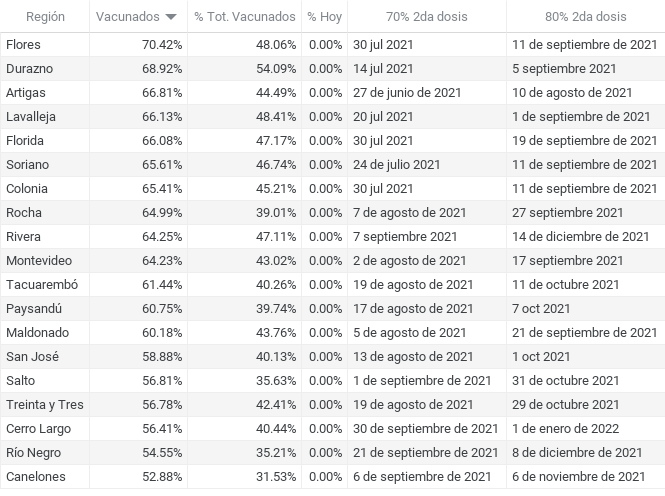 Región Vacunados % Tot. Vacunados % Hoy 70% 2da dosis 80% 2da dosis
Flores 70.42% 48.06% 0.00% 30 jul 2021 11 de septiembre de 2021
Durazno 68.92% 54.09% 0.00% 14 jul 2021 5 septiembre 2021
Artigas 66.81% 44.49% 0.00% 27 de junio de 2021 10 de agosto de 2021
Lavalleja 66.13% 48.41% 0.00% 20 jul 2021 1 de septiembre de 2021
Florida 66.08% 47.17% 0.00% 30 jul 2021 19 de septiembre de 2021
Soriano 65.61% 46.74% 0.00% 24 de julio 2021 11 de septiembre de 2021
Colonia 65.41% 45.21% 0.00% 30 jul 2021 11 de septiembre de 2021
Rocha 64.99% 39.01% 0.00% 7 de agosto de 2021 27 septiembre 2021
Rivera 64.25% 47.11% 0.00% 7 septiembre 2021 14 de diciembre de 2021
Montevideo 64.23% 43.02% 0.00% 2 de agosto de 2021 17 septiembre 2021
Tacuarembó 61.44% 40.26% 0.00% 19 de agosto de 2021 11 de octubre 2021
Paysandú 60.75% 39.74% 0.00% 17 de agosto de 2021 7 oct 2021
Maldonado 60.18% 43.76% 0.00% 5 de agosto de 2021 21 de septiembre de 2021
San José 58.88% 40.13% 0.00% 13 de agosto de 2021 1 oct 2021
Salto 56.81% 35.63% 0.00% 1 de septiembre de 2021 31 de octubre 2021
Treinta y Tres 56.78% 42.41% 0.00% 19 de agosto de 2021 29 de octubre 2021
Cerro Largo 56.41% 40.44% 0.00% 30 de septiembre de 2021 1 de enero de 2022
Río Negro 54.55% 35.21% 0.00% 21 de septiembre de 2021 8 de diciembre de 2021
Canelones 52.88% 31.53% 0.00% 6 de septiembre de 2021 6 de noviembre de 2021